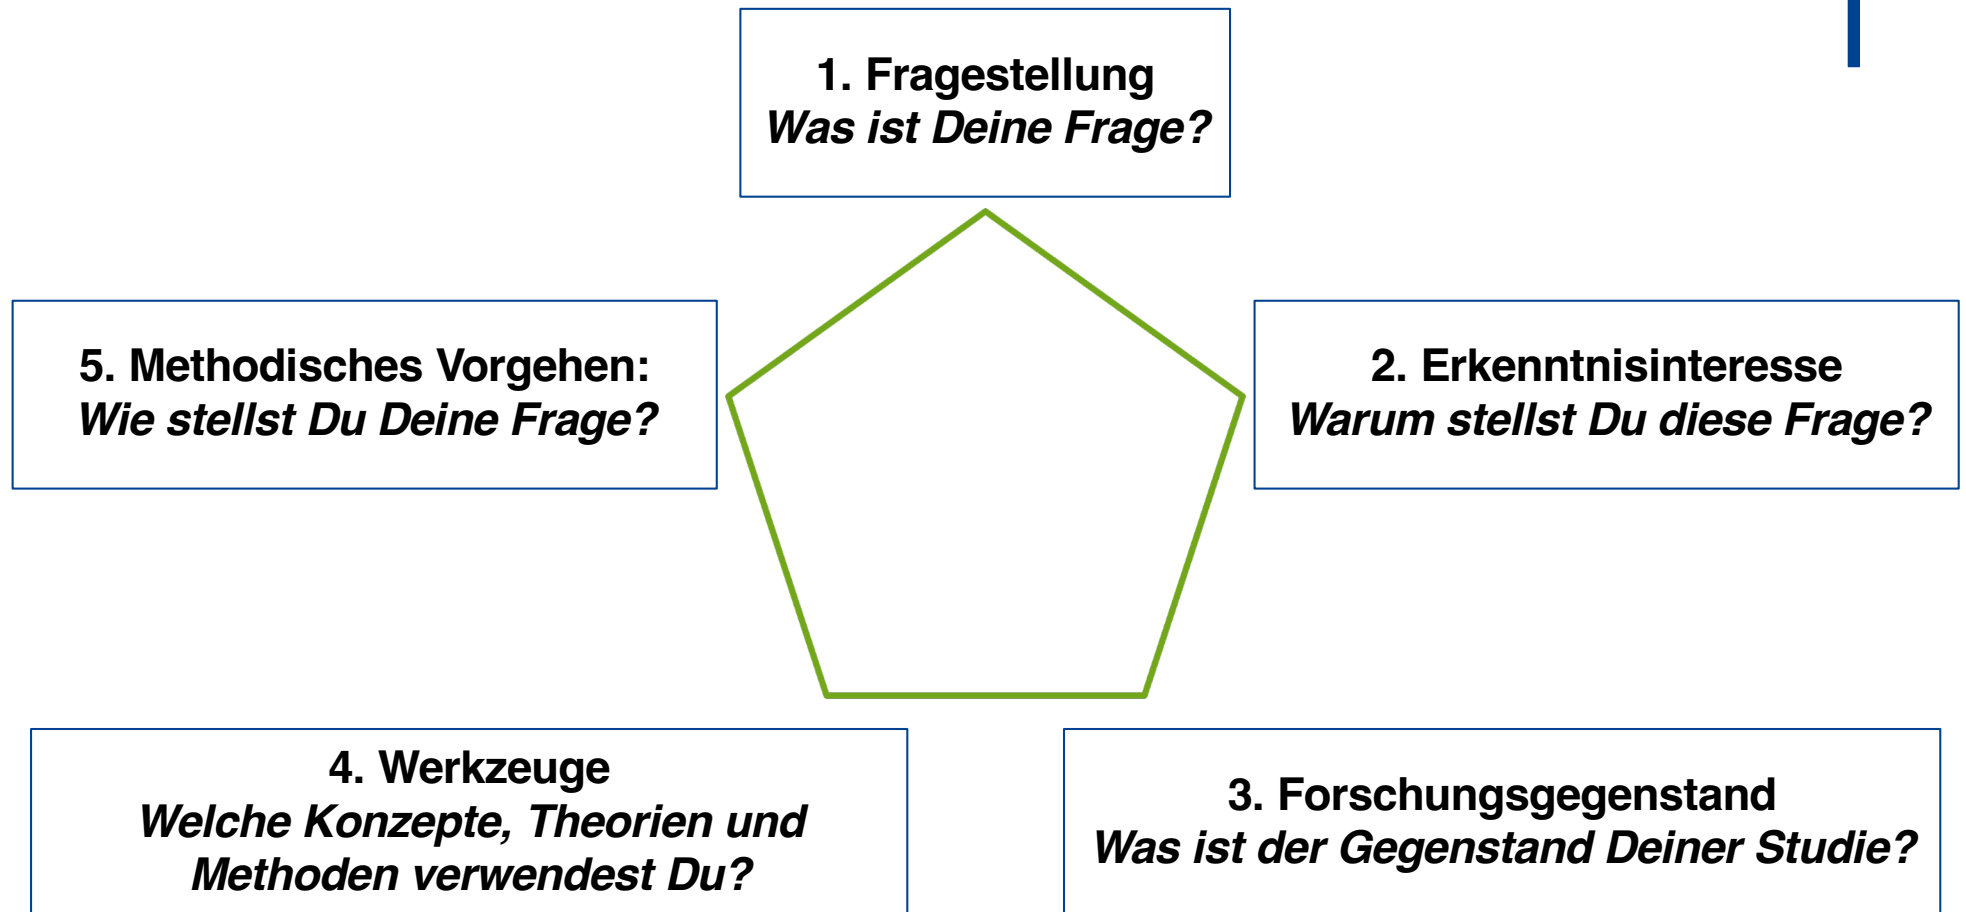 1. Fragestellung
Was ist Deine Frage?
2. Erkenntnisinteresse
Warum stellst Du diese Frage?
3. Forschungsgegenstand
Was ist der Gegenstand Deiner Studie?
4. Werkzeuge
Welche Konzepte, Theorien und
Methoden verwendest Du?
5. Methodisches Vorgehen:
Wie stellst Du Deine Frage?